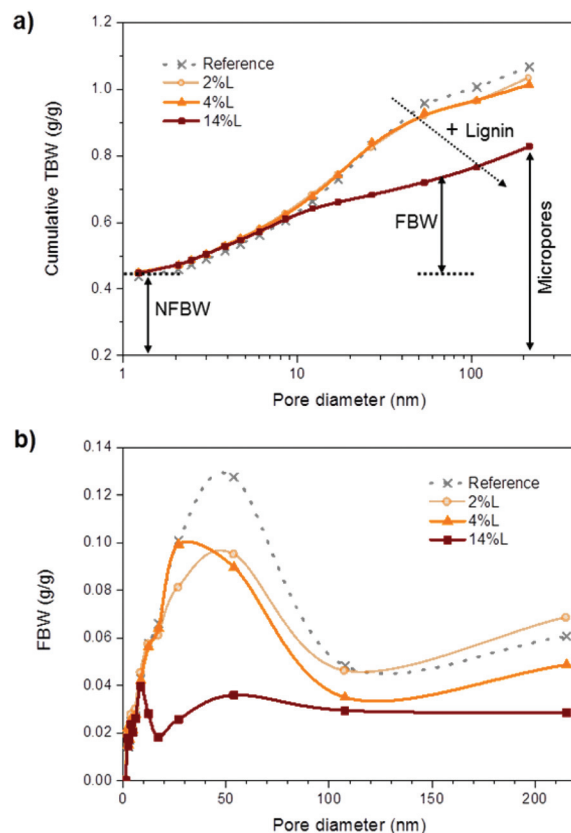 a)
1.2
1.0
0.8
0.6
0.4
0.2
Cumulative TBW (g/g)
Reference
2%L
4%L
14%L
+ Lignin
FBW
NFBW
Micropores
1
10
100
Pore diameter (nm)
b)
0.14
0.12
0.10
0.08
0.06
0.04
0.02
0.00
FBW (g/g)
Reference
2%L
4%L
14%L
0
50
100
150
200
Pore diameter (nm)